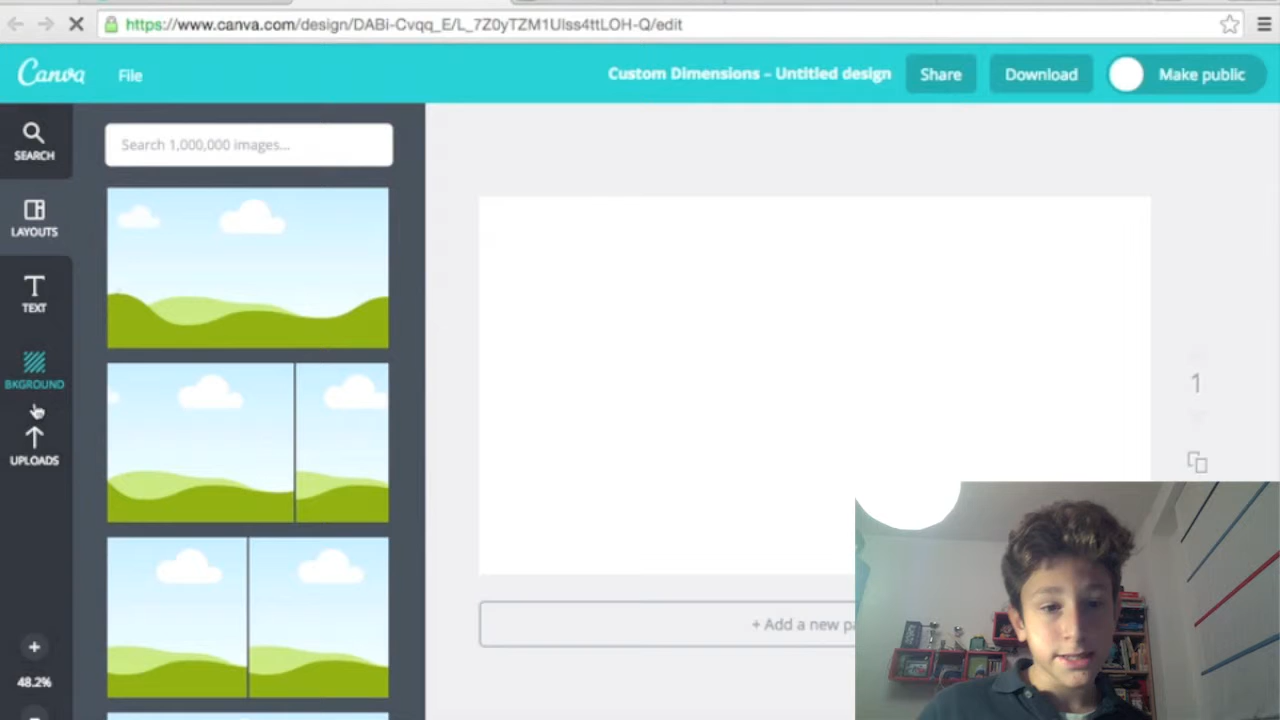 https://www.canva.com/design/DABi-Cvqq_E/L_7Z0yTZM1UIss4ttLOH-Q/edit
Canva
File
Custom Dimensions – Untitled design
Share
Download
Make public
SEARCH
Search 1,000,000 images...
LAYOUTS
TEXT
BKGROUND
1
UPLOADS
+ Add a new pa
48.2%